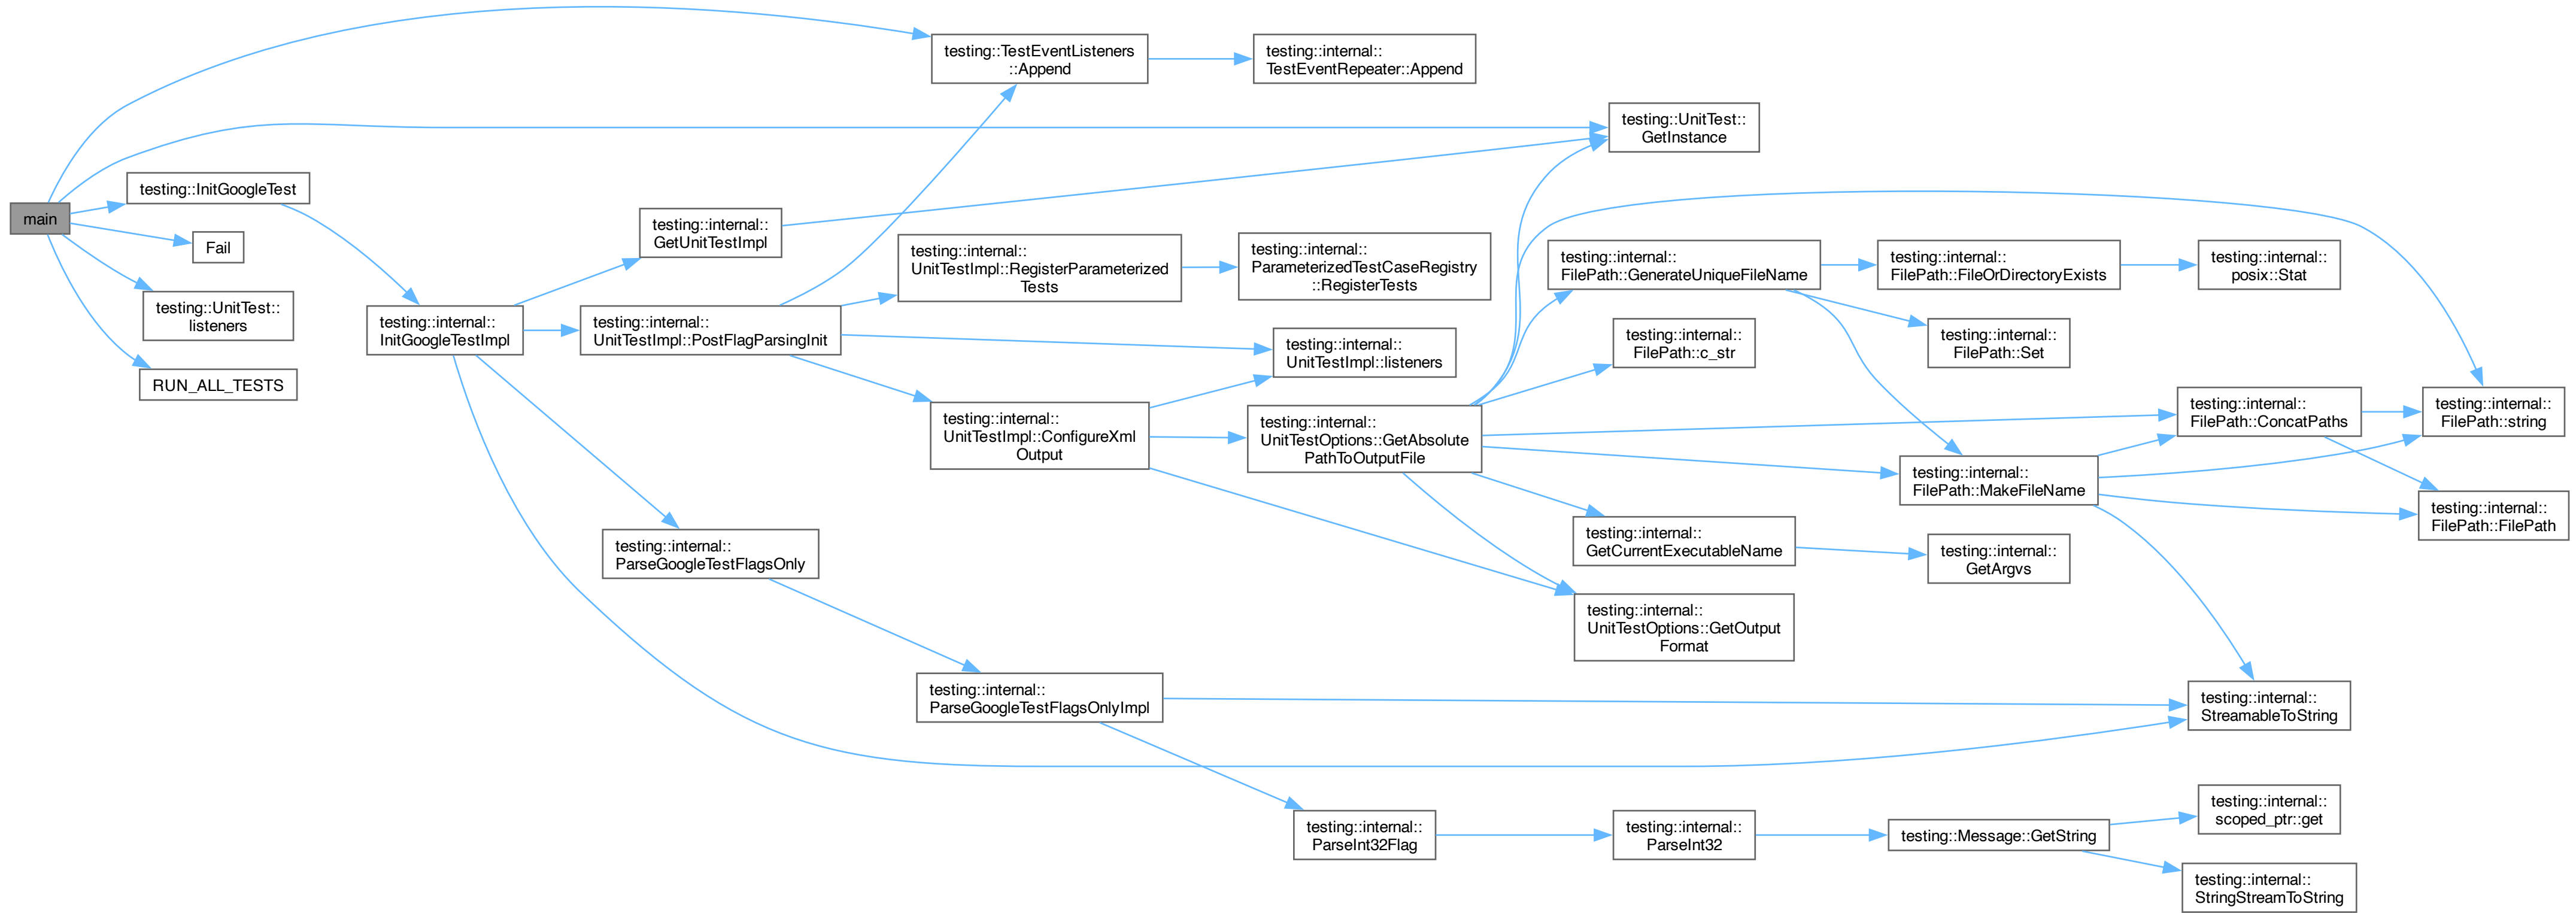 main
testing::InitGoogleTest
Fail
testing::UnitTest::
listeners
RUN_ALL_TESTS
testing::internal::
InitGoogleTestImpl
testing::internal::
GetUnitTestImpl
testing::internal::
UnitTestImpl::PostFlagParsingInit
testing::internal::
ParseGoogleTestFlagsOnly
testing::TestEventListeners
::Append
testing::internal::
UnitTestImpl::RegisterParameterized
Tests
testing::internal::
UnitTestImpl::ConfigureXml
Output
testing::internal::
ParseGoogleTestFlagsOnlyImpl
testing::internal::
TestEventRepeater::Append
testing::internal::
ParameterizedTestCaseRegistry
::RegisterTests
testing::internal::
UnitTestImpl::listeners
testing::internal::
UnitTestOptions::GetAbsolute
PathToOutputFile
testing::internal::
ParseInt32Flag
testing::UnitTest::
GetInstance
testing::internal::
FilePath::GenerateUniqueFileName
testing::internal::
FilePath::c_str
testing::internal::
GetCurrentExecutableName
testing::internal::
UnitTestOptions::GetOutput
Format
testing::internal::
ParseInt32
testing::internal::
FilePath::FileOrDirectoryExists
testing::internal::
FilePath::Set
testing::internal::
FilePath::MakeFileName
testing::internal::
GetArgvs
testing::Message::GetString
testing::internal::
posix::Stat
testing::internal::
FilePath::ConcatPaths
testing::internal::
StreamableToString
testing::internal::
scoped_ptr::get
testing::internal::
StringStreamToString
testing::internal::
FilePath::string
testing::internal::
FilePath::FilePath